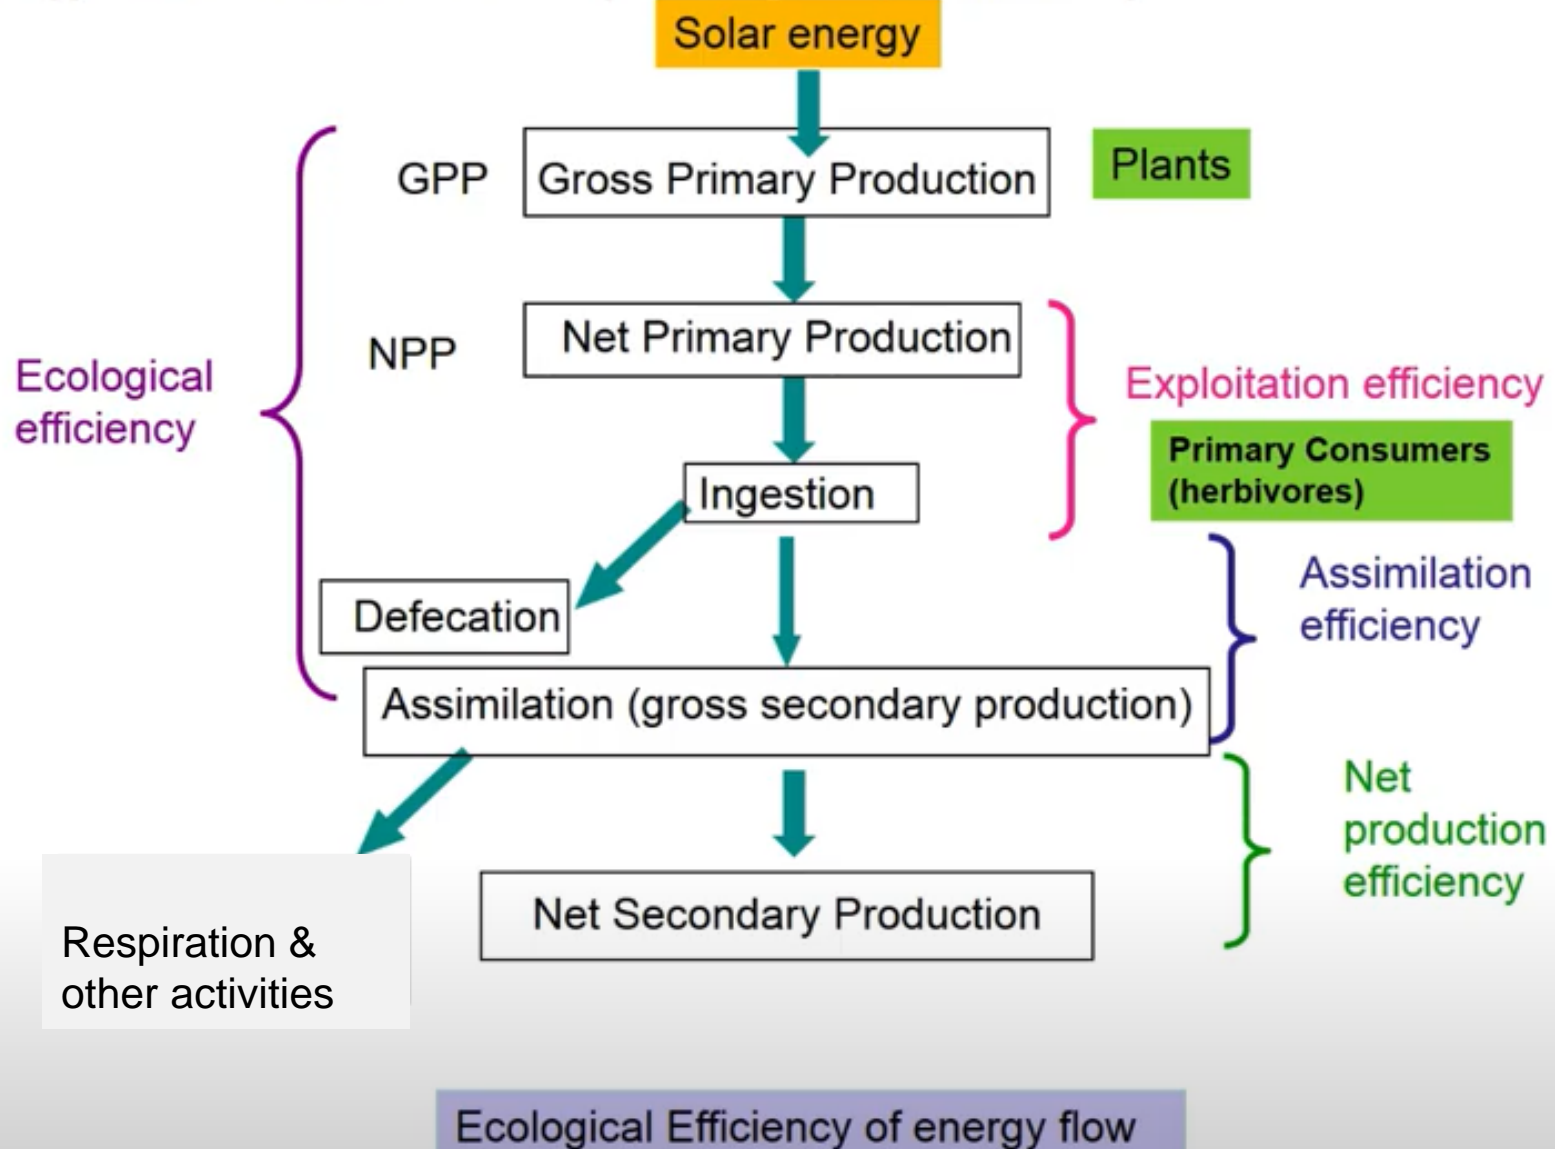 Solar energy
GPP
Gross Primary Production
Plants
NPP
Net Primary Production
Ecological
efficiency
Exploitation efficiency
Primary Consumers
(herbivores)
Ingestion
Defecation
Assimilation
efficiency
Assimilation (gross secondary production)
Net
production
efficiency
Net Secondary Production
Respiration &
other activities
Ecological Efficiency of energy flow